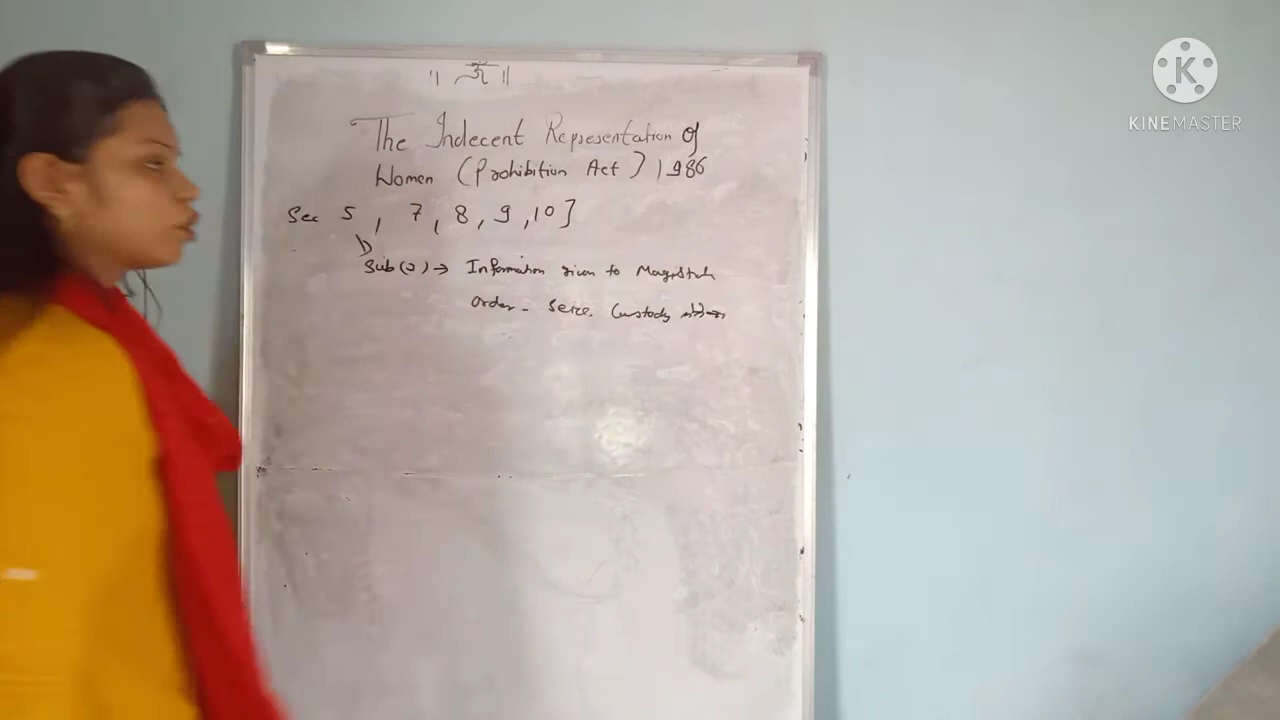 ॥ ॐ ॥
The Indecent Representation of
Women (Prohibition Act) 1986
Sec 5, 7, 8, 9, 10]
Sub(2) → Information given to Magistrate
order - Seize. Custody
KINEMASTER